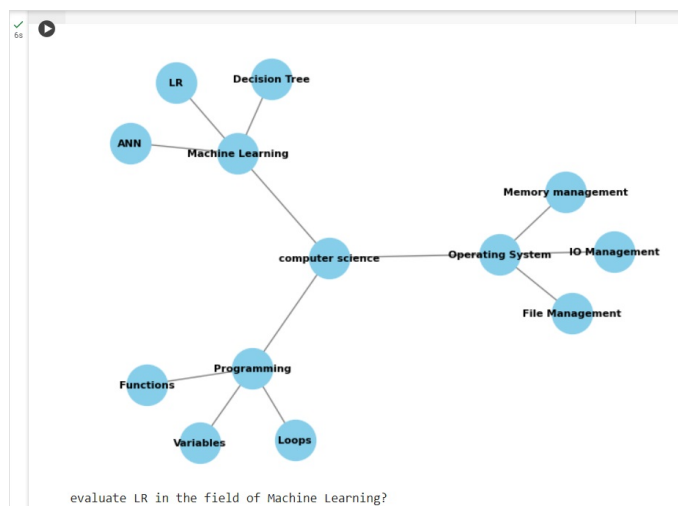 6s
LR
Decision Tree
ANN
Machine Learning
Memory management
computer science
Operating System
IO Management
File Management
Programming
Functions
Variables
Loops
evaluate LR in the field of Machine Learning?